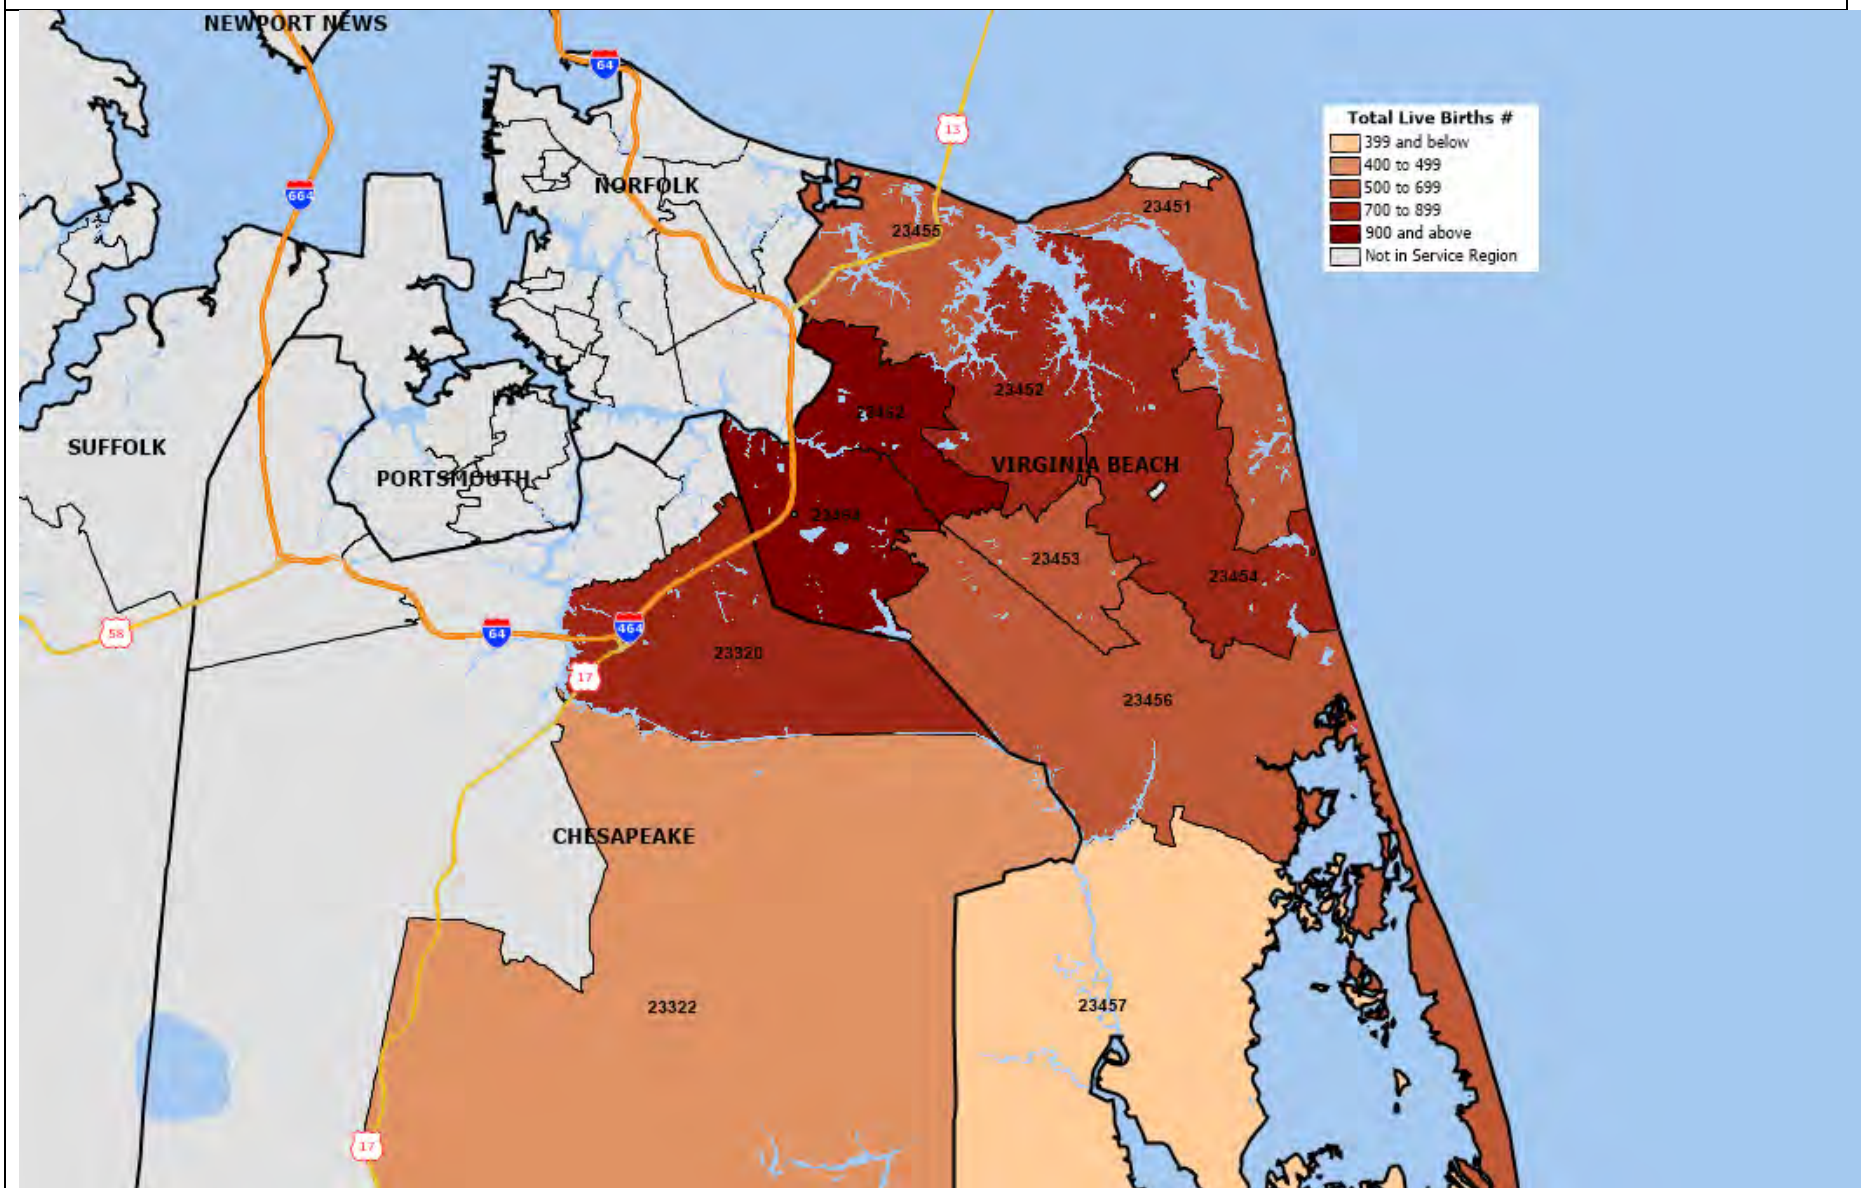 NEWPORT NEWS
64
13
Total Live Births #
399 and below
400 to 499
500 to 699
700 to 899
900 and above
Not in Service Region
NORFOLK
664
23451
23455
23452
23462
SUFFOLK
VIRGINIA BEACH
PORTSMOUTH
23464
23453
23454
58
64
464
23320
17
23456
CHESAPEAKE
23322
23457
17